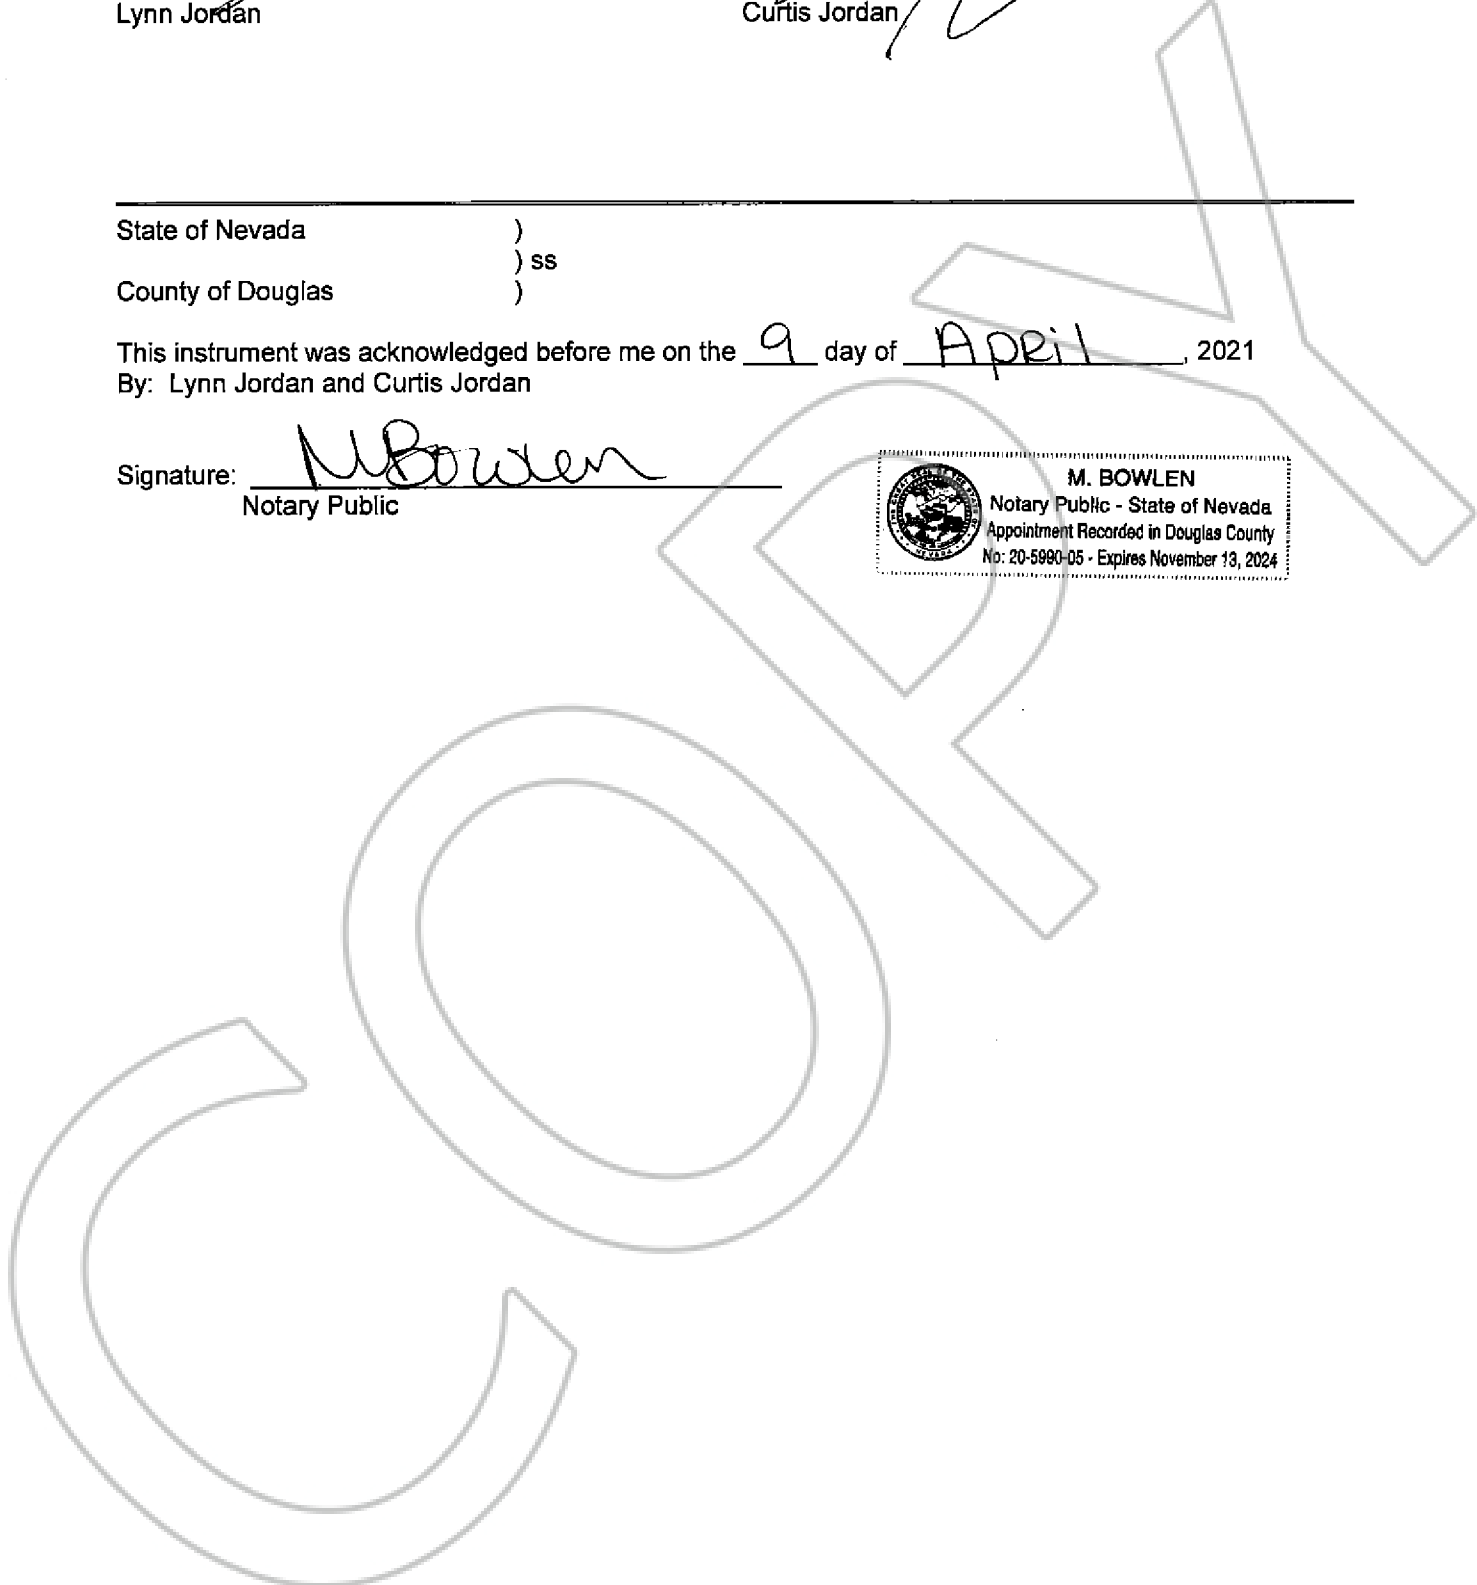 Lynn Jordan Curtis Jordan
State of Nevada )
) ss
County of Douglas )
This instrument was acknowledged before me on the 9 day of April, 2021
By: Lynn Jordan and Curtis Jordan
Signature: MBowlen
Notary Public
M. BOWLEN
Notary Public - State of Nevada
Appointment Recorded in Douglas County
No: 20-5990-05 - Expires November 13, 2024
COPY